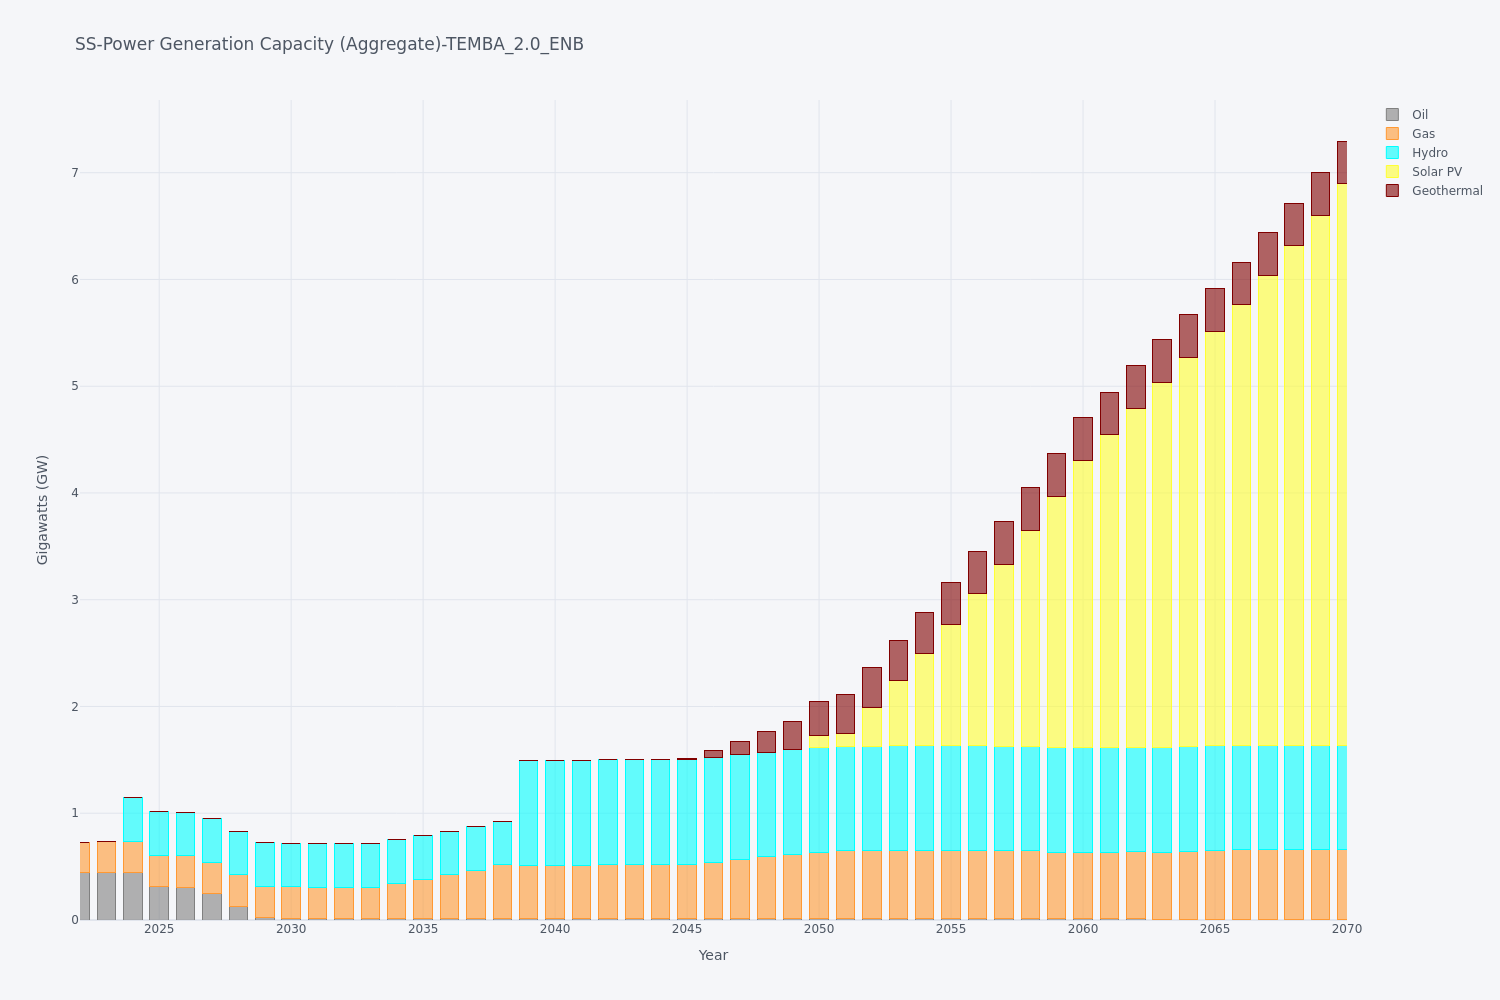 SS-Power Generation Capacity (Aggregate)-TEMBA_2.0_ENB
Oil
Gas
Hydro
Solar PV
Geothermal
Gigawatts (GW)
7
6
5
4
3
2
1
0
2025 2030 2035 2040 2045 2050 2055 2060 2065 2070
Year